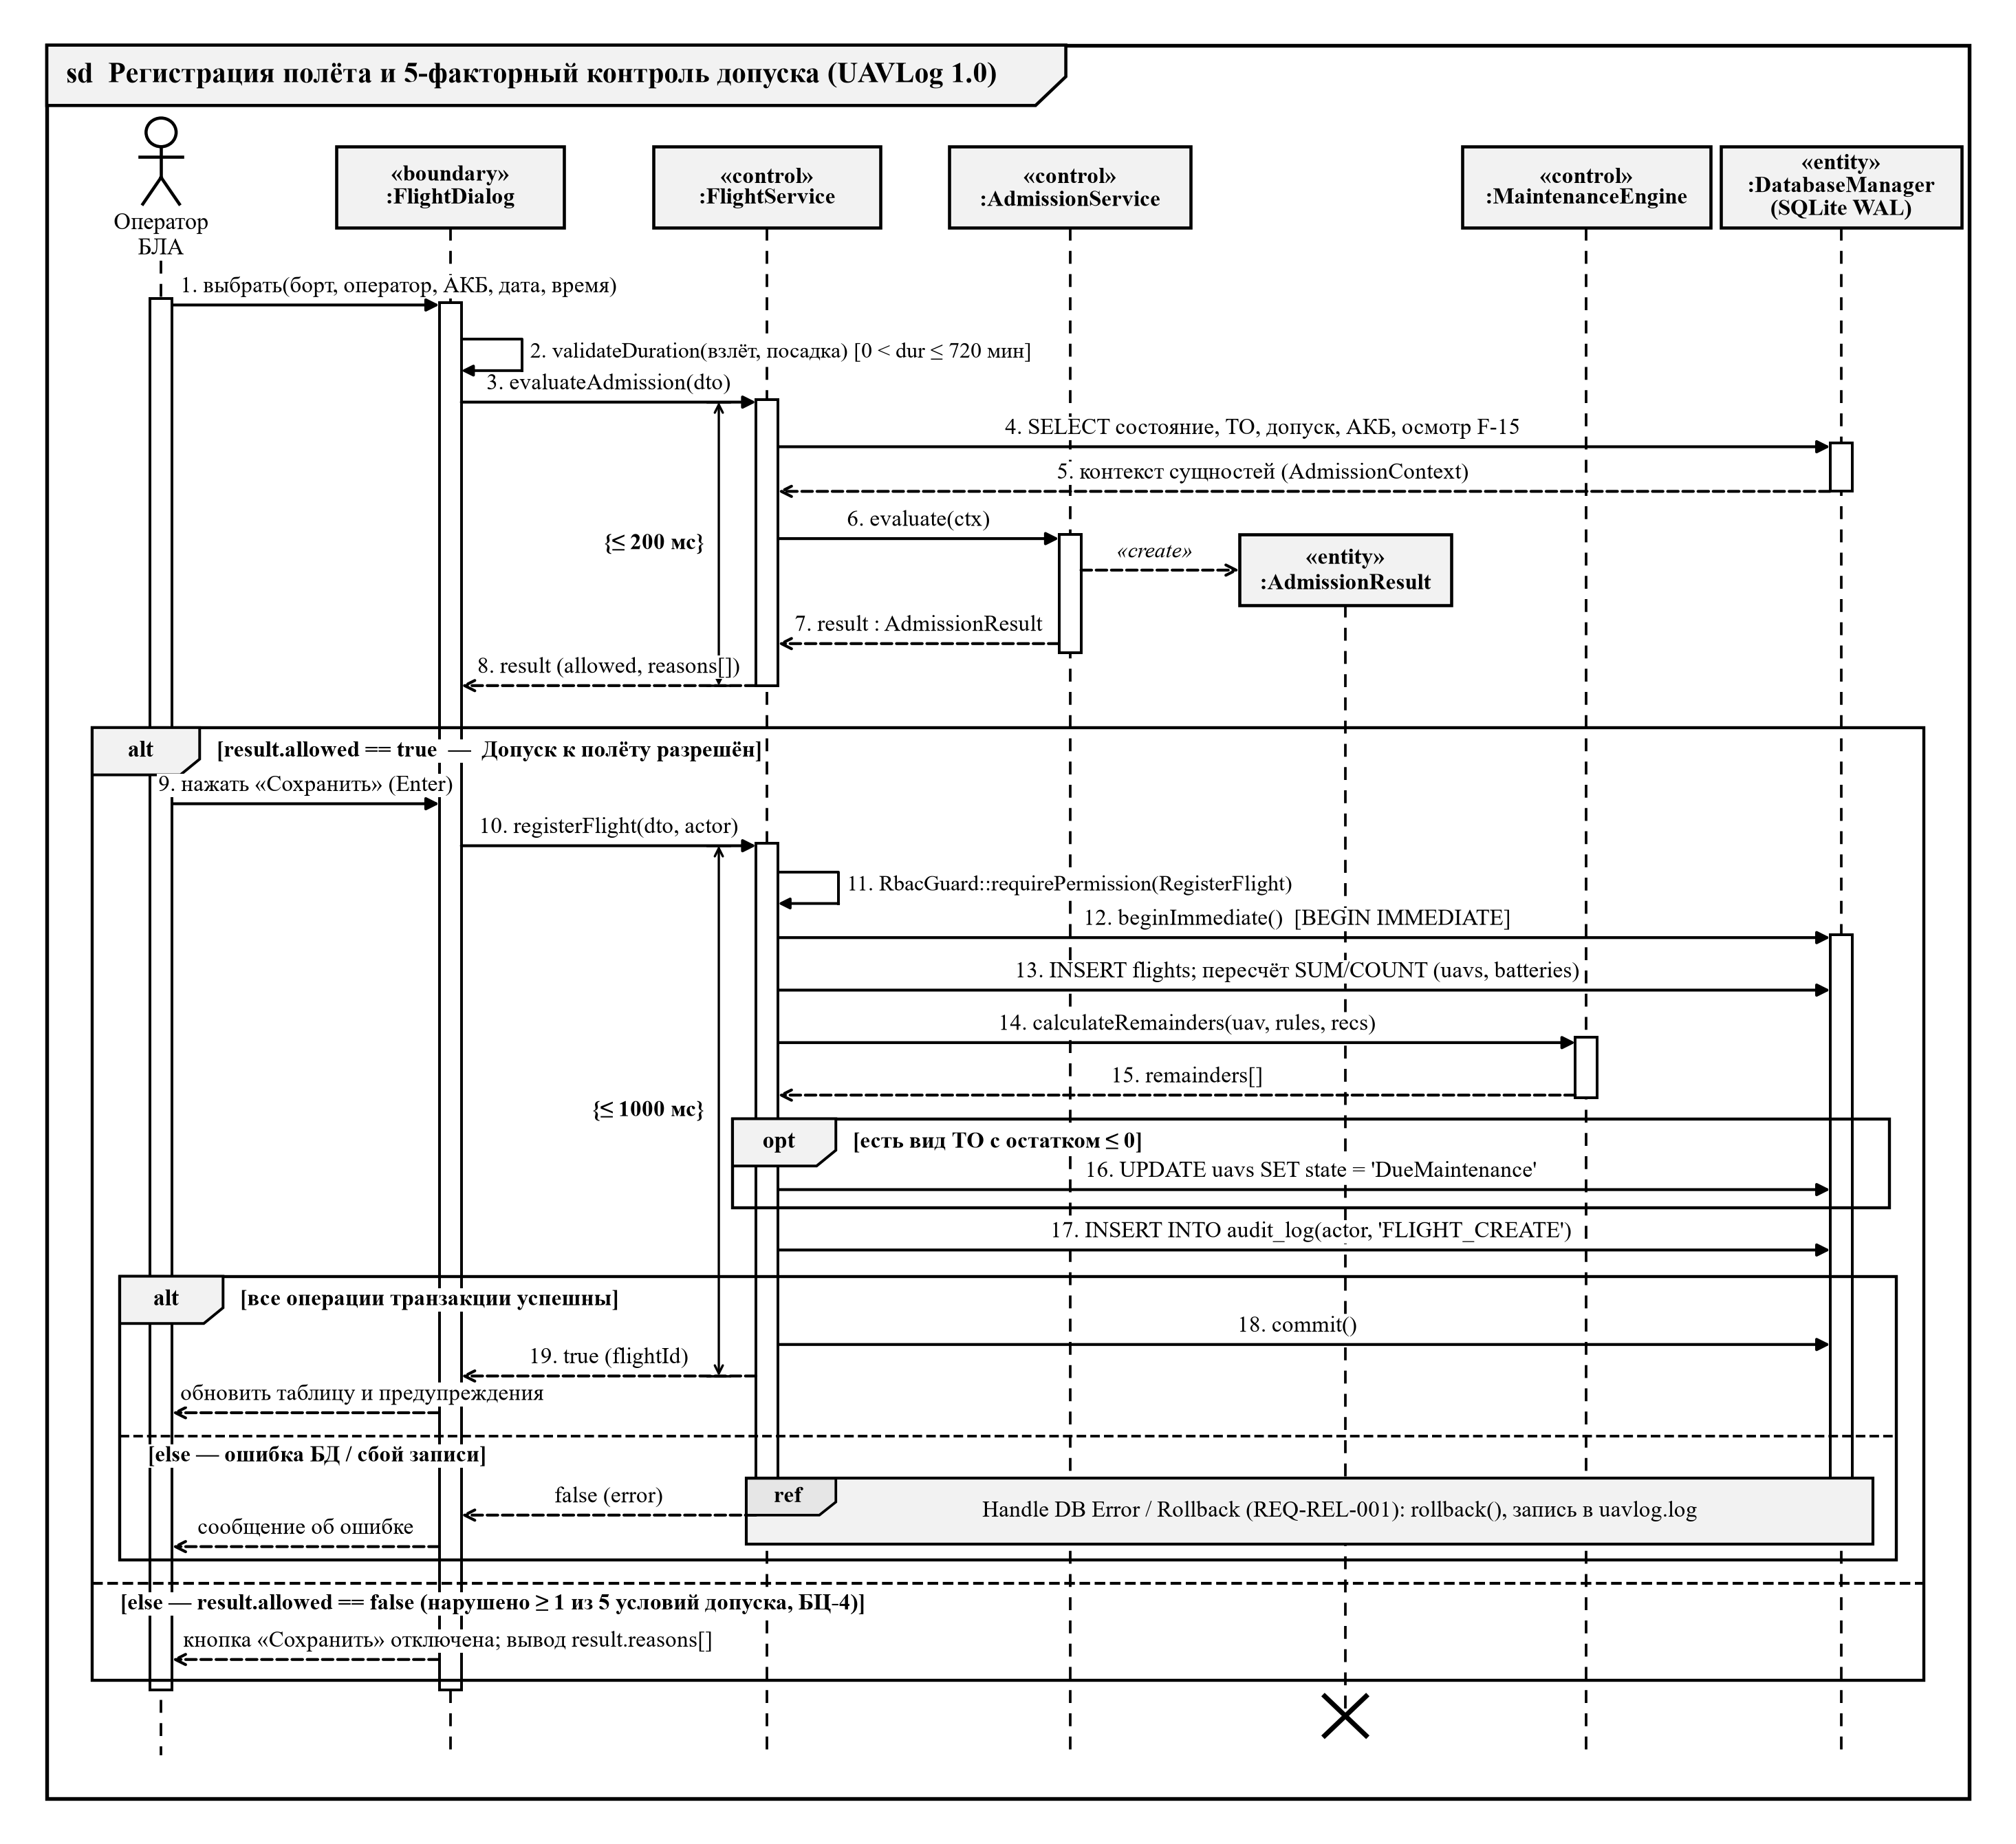 sd Регистрация полёта и 5-факторный контроль допуска (UAVLog 1.0)
Оператор
БЛА
«boundary»
:FlightDialog
«control»
:FlightService
«control»
:AdmissionService
«control»
:MaintenanceEngine
«entity»
:DatabaseManager
(SQLite WAL)
1. выбрать(борт, оператор, АКБ, дата, время)
2. validateDuration(взлёт, посадка) [0 < dur ≤ 720 мин]
3. evaluateAdmission(dto)
4. SELECT состояние, ТО, допуск, АКБ, осмотр F-15
5. контекст сущностей (AdmissionContext)
6. evaluate(ctx)
{≤ 200 мс}
«create»
«entity»
:AdmissionResult
7. result : AdmissionResult
8. result (allowed, reasons[])
alt
[result.allowed == true — Допуск к полёту разрешён]
9. нажать «Сохранить» (Enter)
10. registerFlight(dto, actor)
11. RbacGuard::requirePermission(RegisterFlight)
12. beginImmediate() [BEGIN IMMEDIATE]
13. INSERT flights; пересчёт SUM/COUNT (uavs, batteries)
14. calculateRemainders(uav, rules, recs)
15. remainders[]
{≤ 1000 мс}
opt
[есть вид ТО с остатком ≤ 0]
16. UPDATE uavs SET state = 'DueMaintenance'
17. INSERT INTO audit_log(actor, 'FLIGHT_CREATE')
alt
[все операции транзакции успешны]
18. commit()
19. true (flightId)
обновить таблицу и предупреждения
[else — ошибка БД / сбой записи]
false (error)
ref
Handle DB Error / Rollback (REQ-REL-001): rollback(), запись в uavlog.log
сообщение об ошибке
[else — result.allowed == false (нарушено ≥ 1 из 5 условий допуска, БЦ-4)]
кнопка «Сохранить» отключена; вывод result.reasons[]